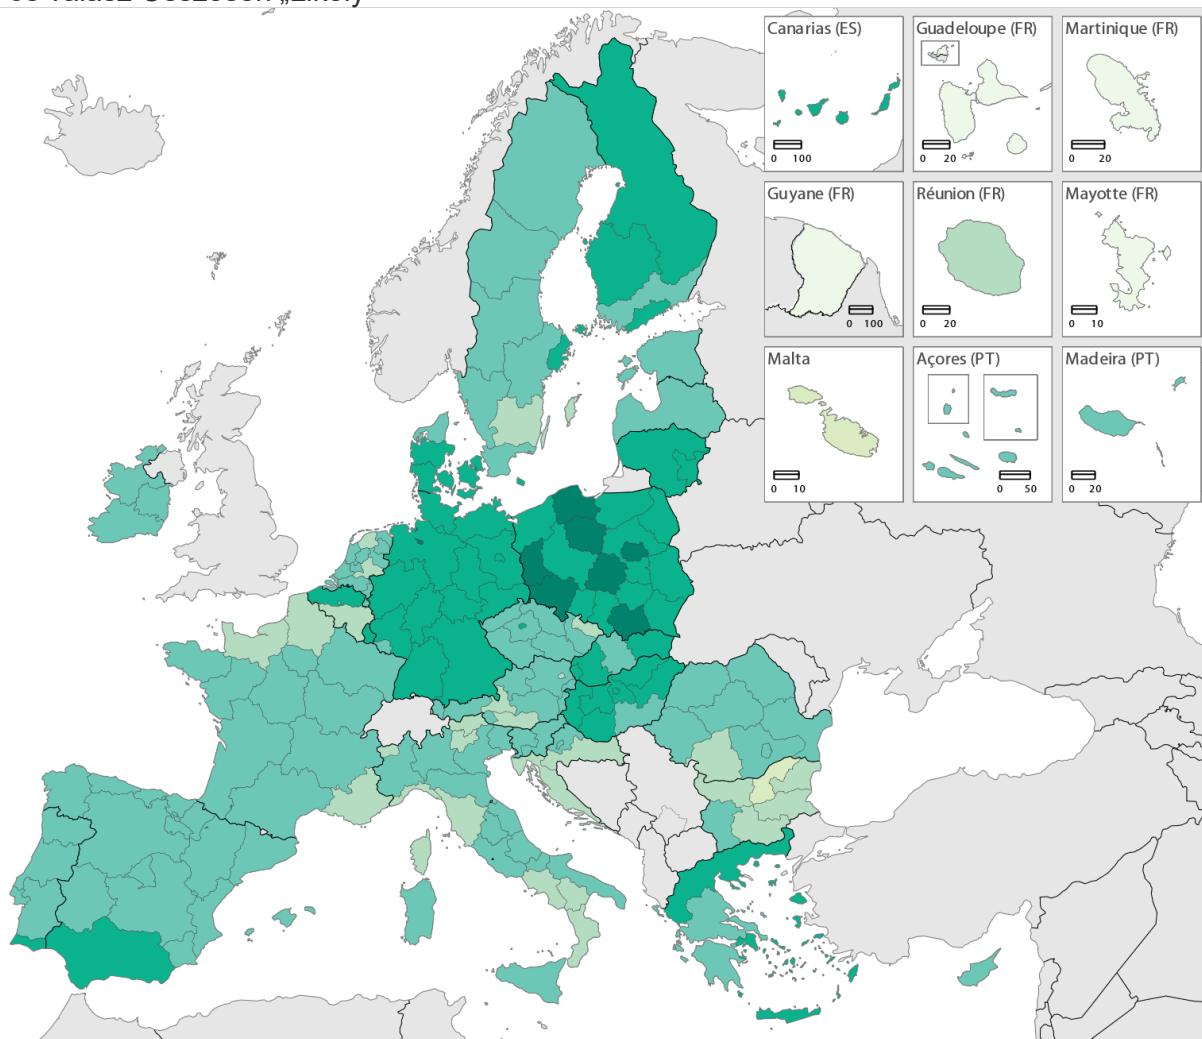 Canarias (ES)
0 100
Guadeloupe (FR)
0 20
Martinique (FR)
0 20
Guyane (FR)
0 100
Réunion (FR)
0 20
Mayotte (FR)
0 10
Malta
0 10
Açores (PT)
0 50
Madeira (PT)
0 20